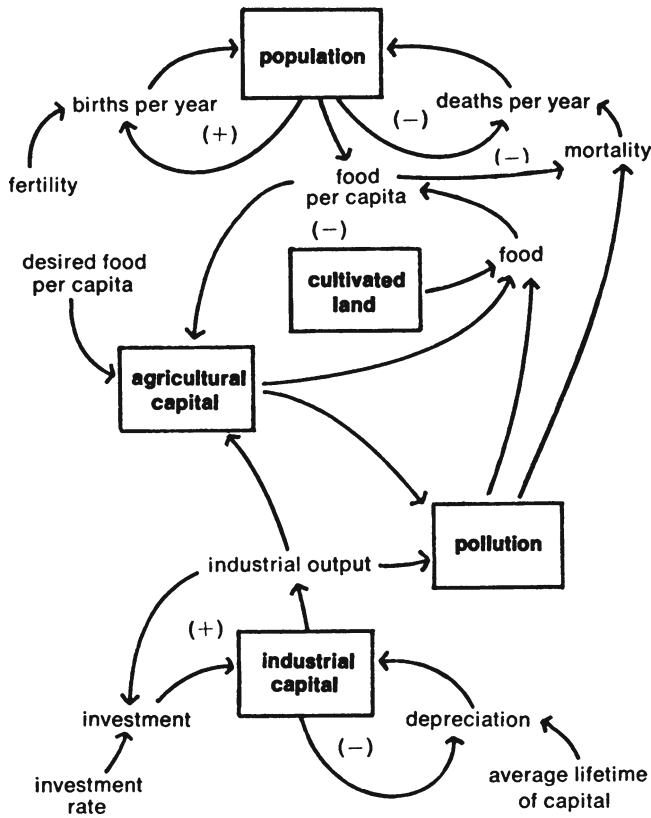 population
births per year
deaths per year
(+)
(-)
fertility
mortality
(-)
food
per capita
(-)
food
desired food
per capita
cultivated
land
agricultural
capital
pollution
industrial output
(+)
industrial
capital
investment
(-)
depreciation
investment
rate
average lifetime
of capital